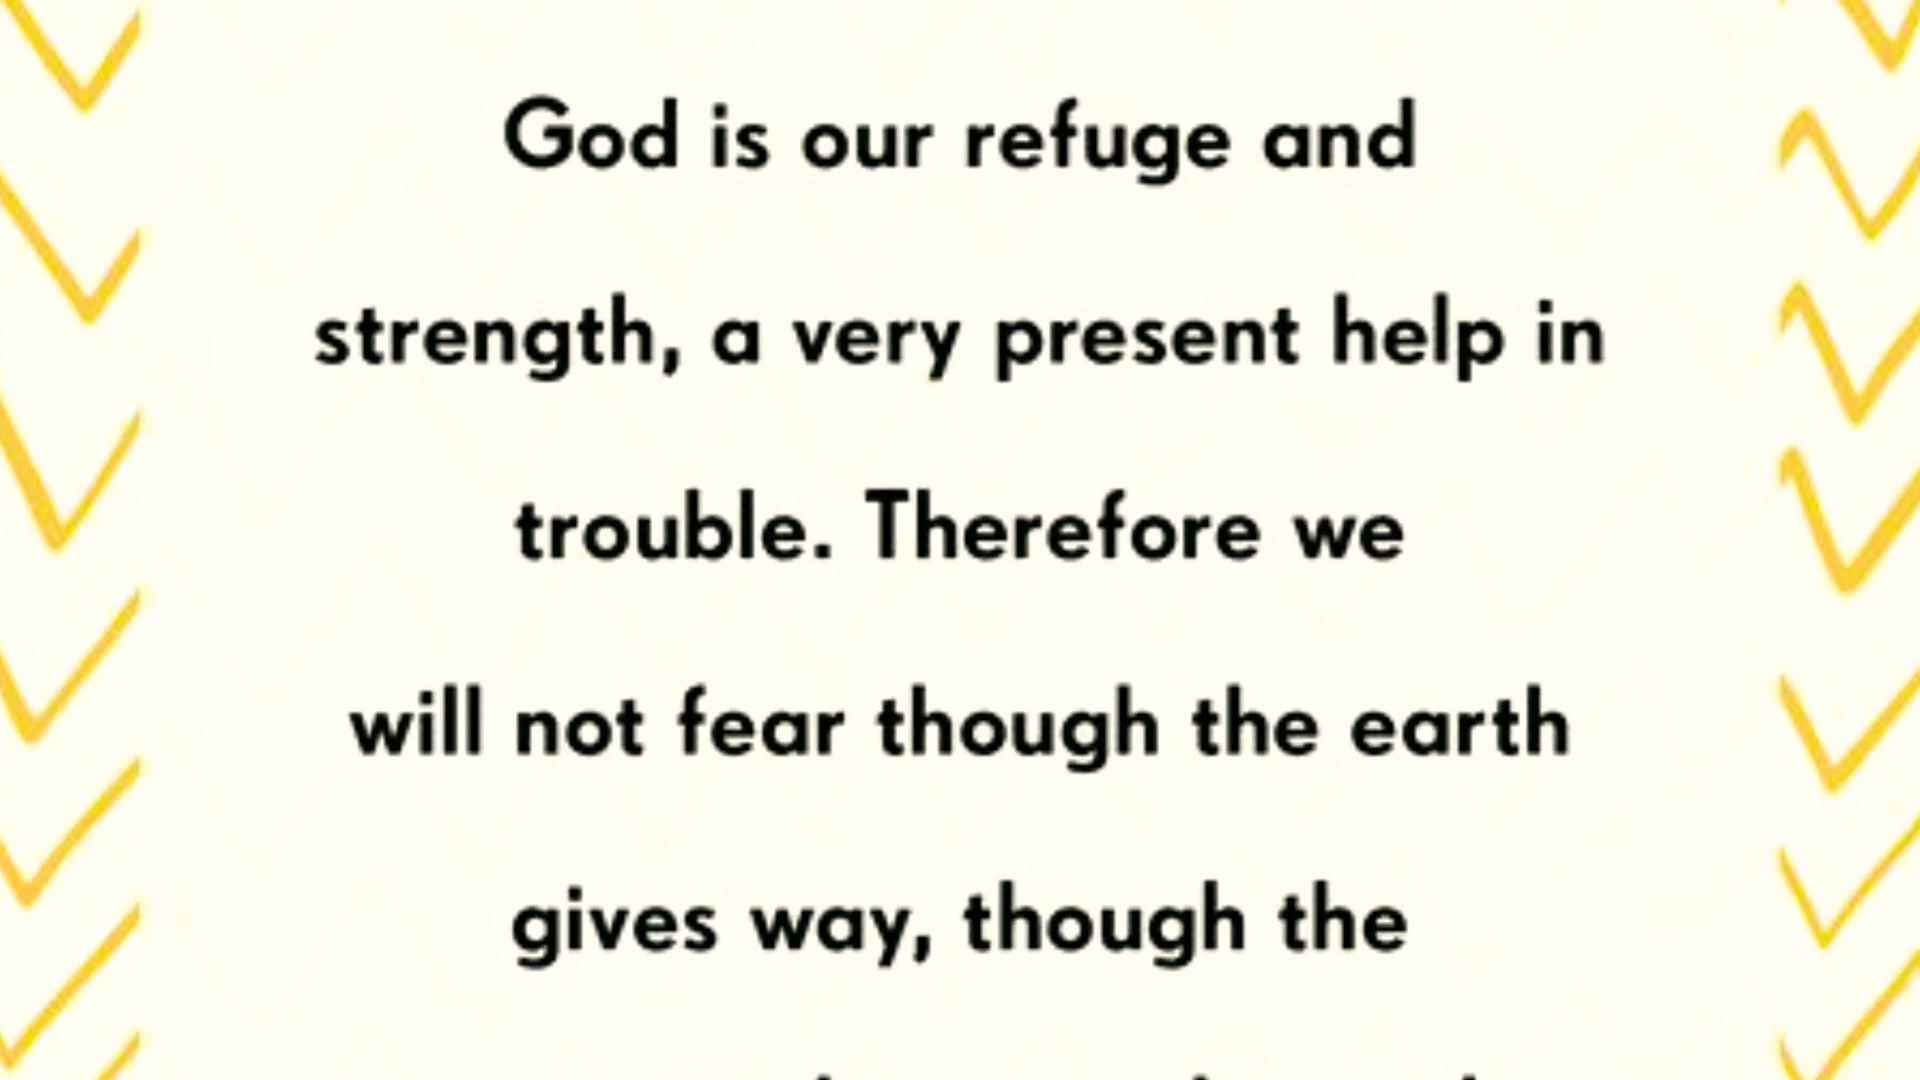 God is our refuge and
strength, a very present help in
trouble. Therefore we
will not fear though the earth
gives way, though the